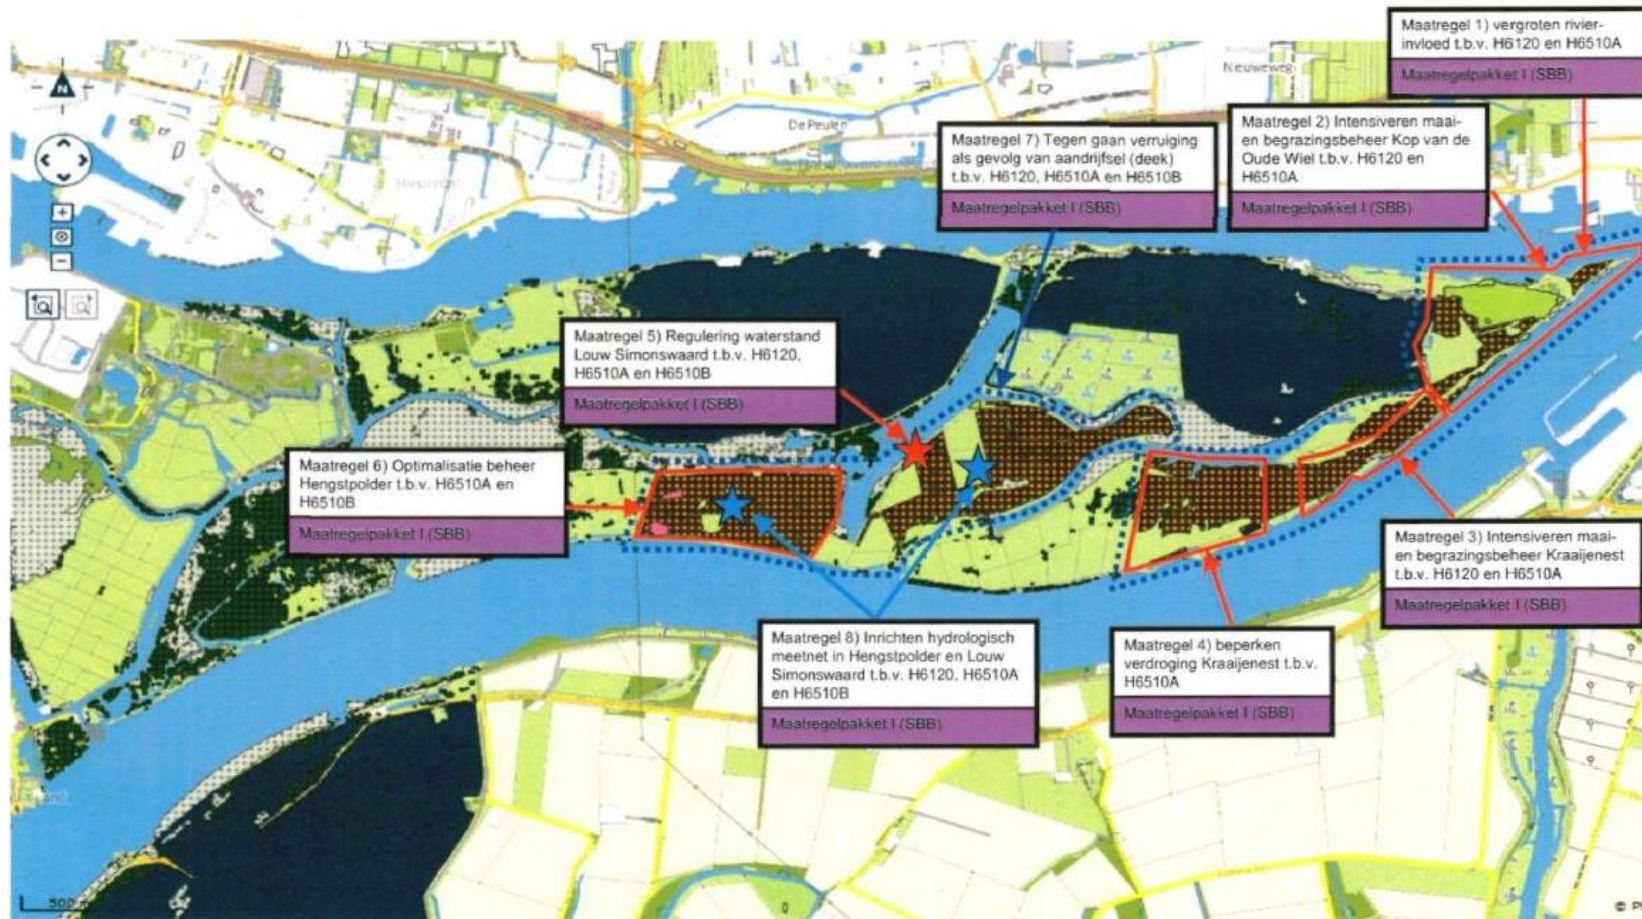 Maatregel 1) vergroten rivier-
invloed t.b.v. H6120 en H6510A
Maatregelpakket I (SBB)
Nieuweweg
De Peulen
Maatregel 7) Tegen gaan verruiging
als gevolg van aandrijfsel (deek)
t.b.v. H6120, H6510A en H6510B
Maatregelpakket I (SBB)
Maatregel 2) Intensiveren maai-
en begrazingsbeheer Kop van de
Oude Wiel t.b.v. H6120 en
H6510A
Maatregelpakket I (SBB)
N
Maatregel 5) Regulering waterstand
Louw Simonswaard t.b.v. H6120,
H6510A en H6510B
Maatregelpakket I (SBB)
Maatregel 6) Optimalisatie beheer
Hengstpolder t.b.v. H6510A en
H6510B
Maatregelpakket I (SBB)
Maatregel 3) Intensiveren maai-
en begrazingsbeheer Kraaijenest
t.b.v. H6120 en H6510A
Maatregelpakket I (SBB)
Maatregel 8) Inrichten hydrologisch
meetnet in Hengstpolder en Louw
Simonswaard t.b.v. H6120, H6510A
en H6510B
Maatregelpakket I (SBB)
Maatregel 4) beperken
verdroging Kraaijenest t.b.v.
H6510A
Maatregelpakket I (SBB)
500 m